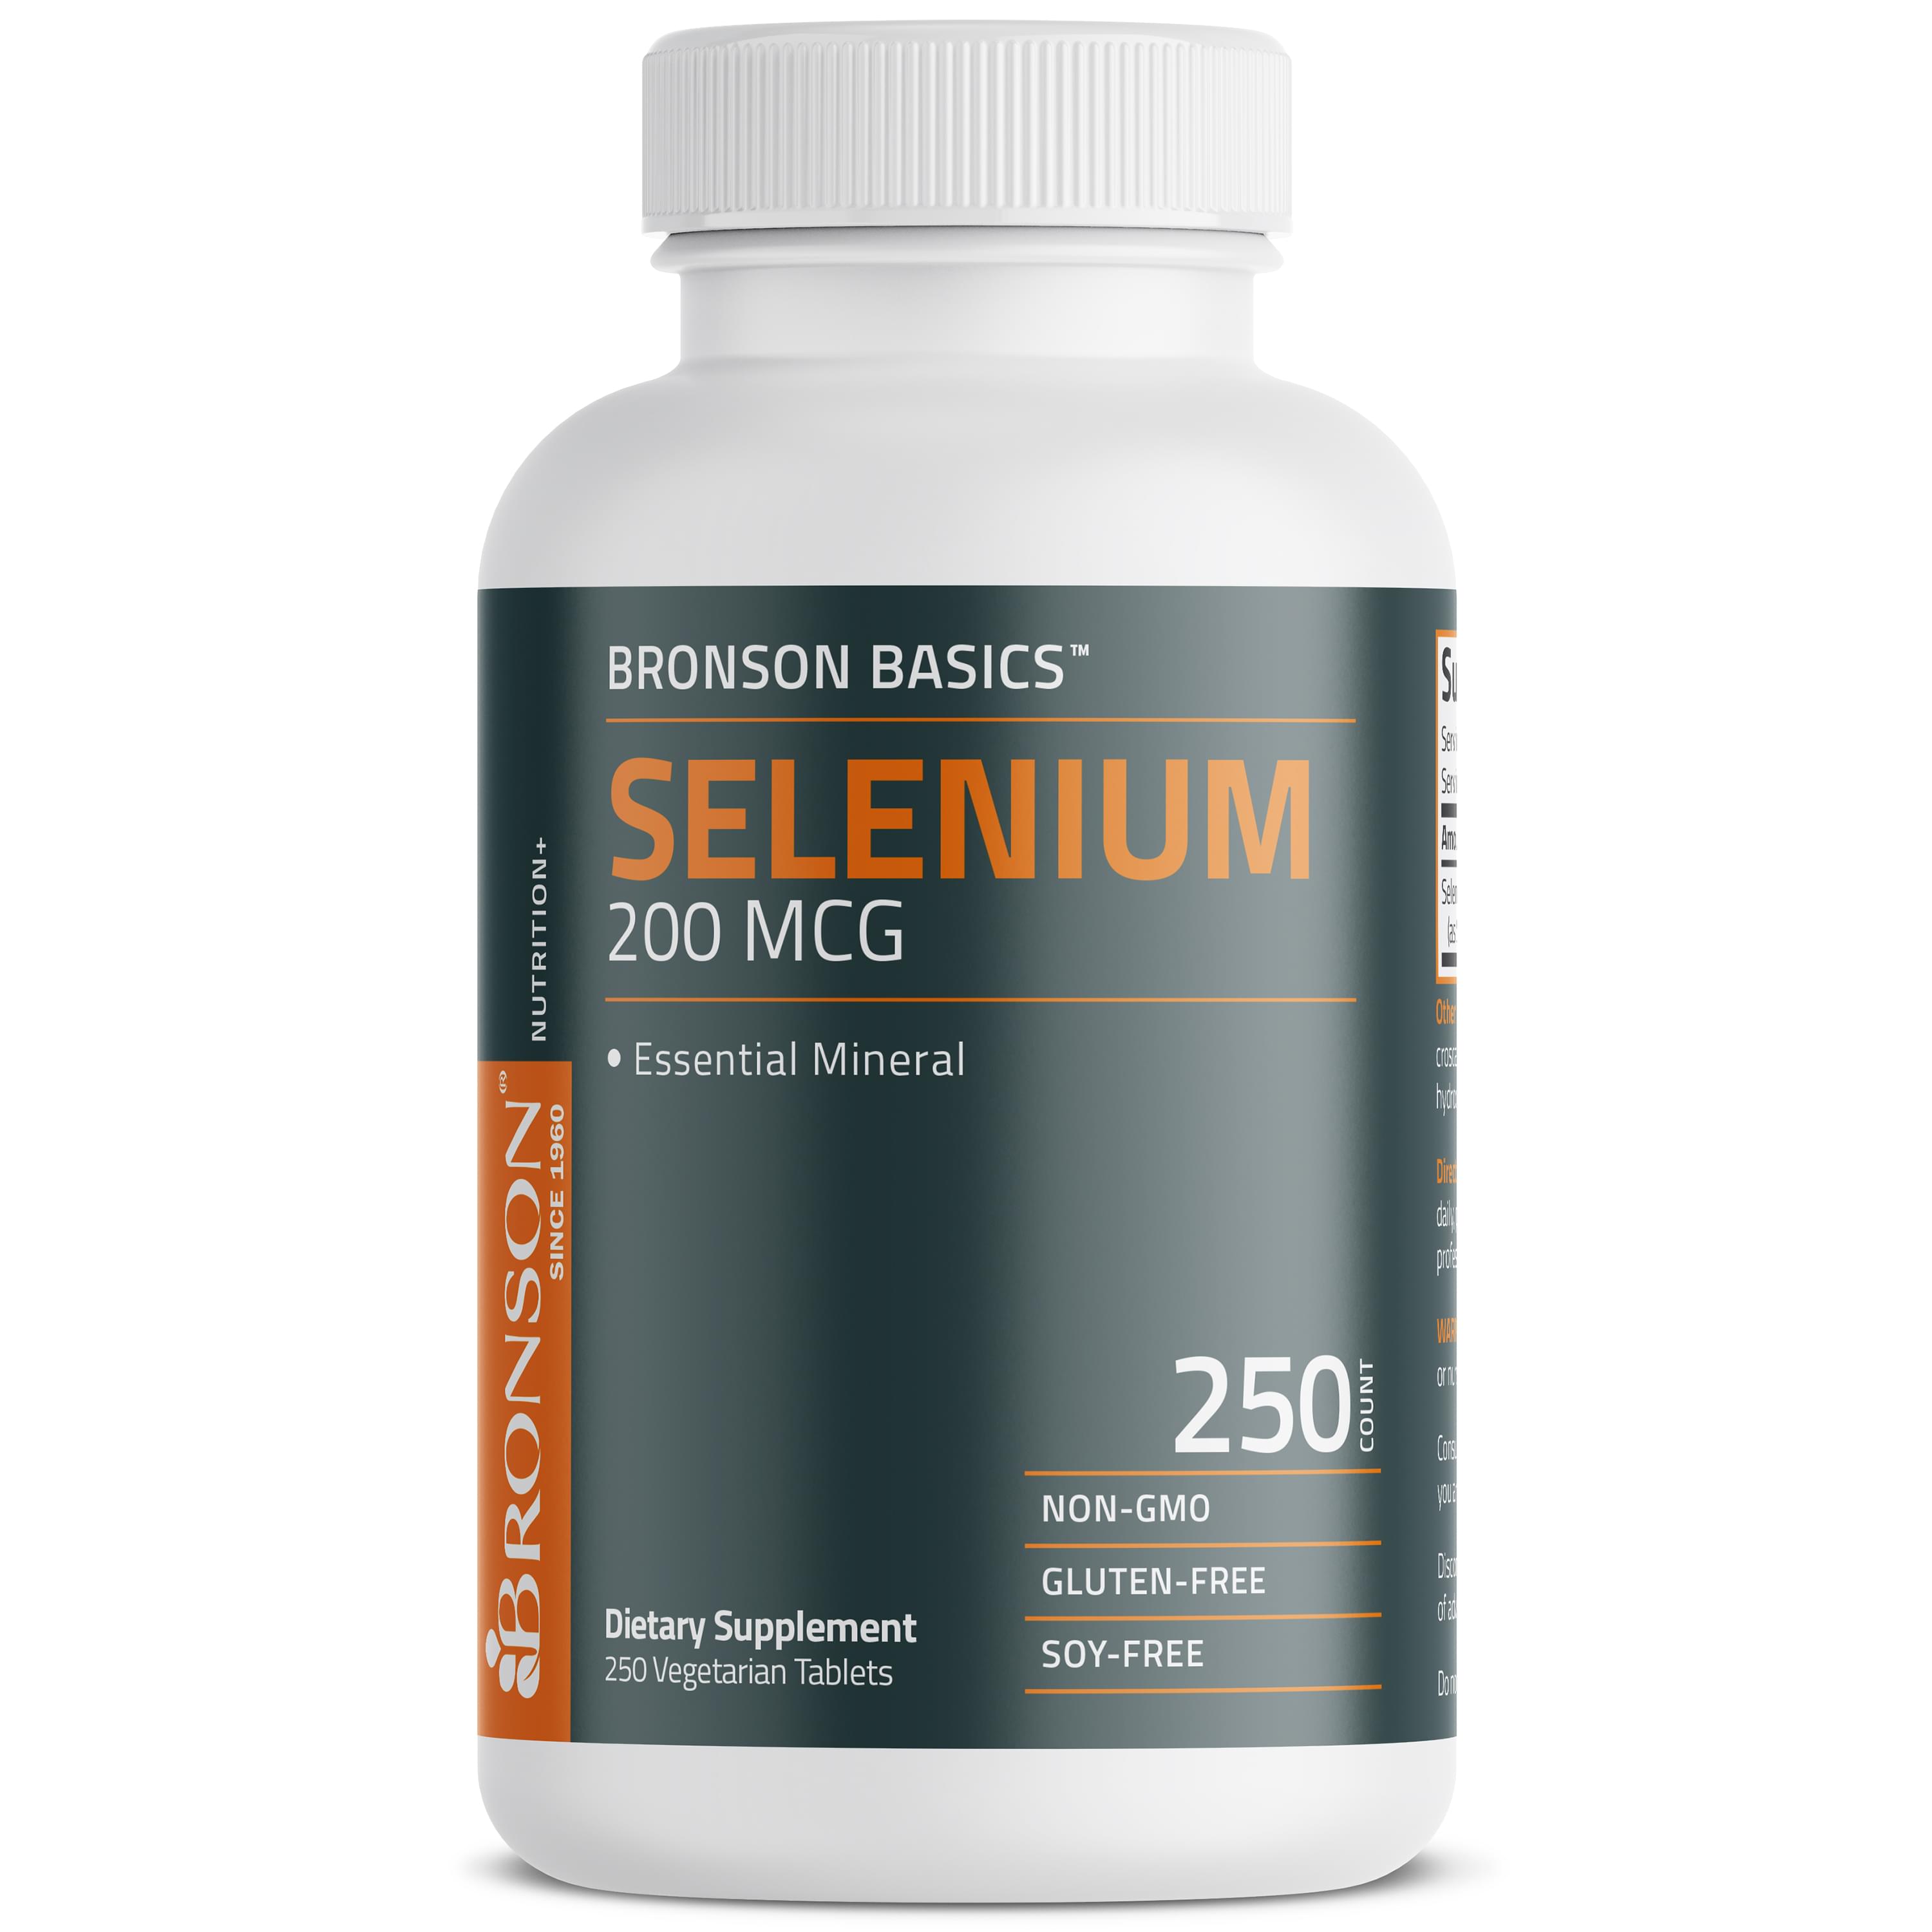 BRONSON BASICS™
SELENIUM
200 MCG
• Essential Mineral
250 COUNT
NON-GMO
GLUTEN-FREE
SOY-FREE
Dietary Supplement
250 Vegetarian Tablets
NUTRITION+
BRONSON®
SINCE 1960